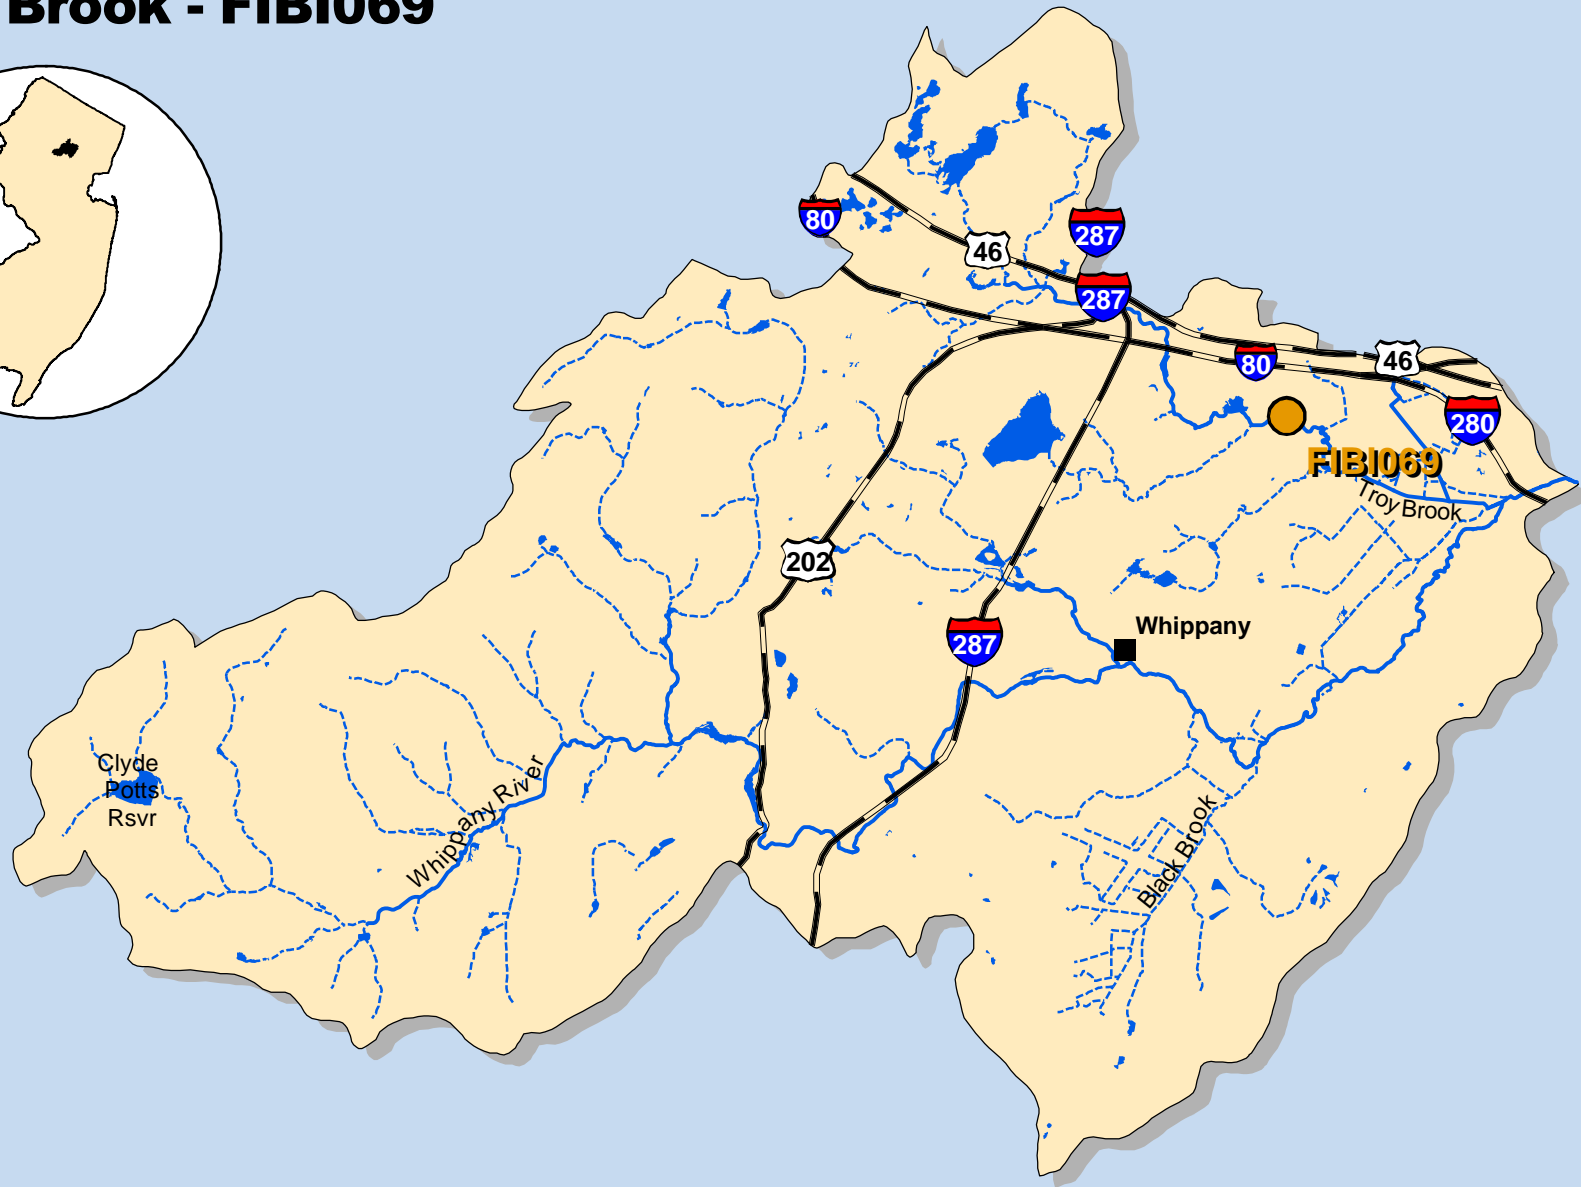 Brook - FIBI069
80
46
287
287
80
46
280
FIBI069
Troy Brook
202
Whippany
287
Clyde
Potts
Rsvr
Whippany River
Black Brook